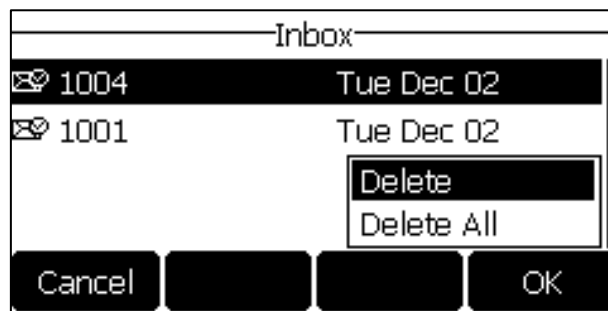 Inbox
1004 Tue Dec 02
1001 Tue Dec 02
Delete
Delete All
Cancel OK